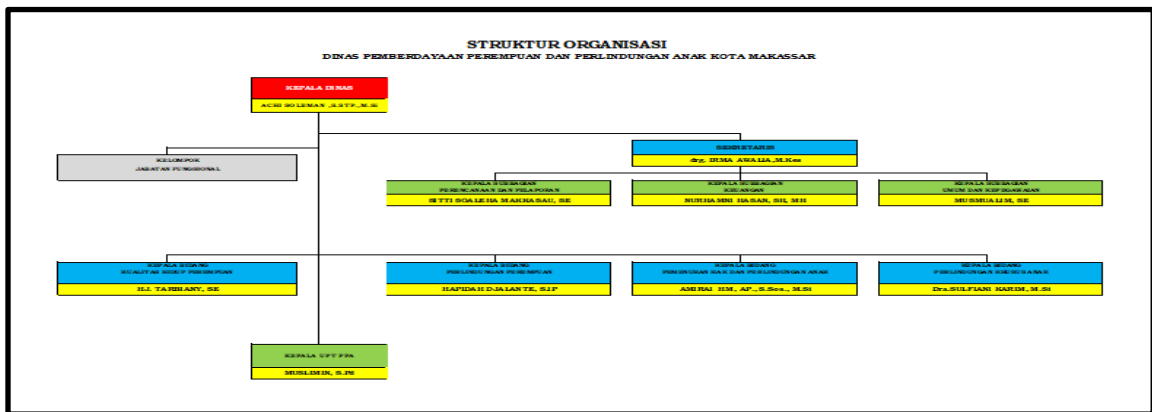 STRUKTUR ORGANISASI
DINAS PEMBERDAYAAN PEREMPUAN DAN PERLINDUNGAN ANAK KOTA MAKASSAR
KEPALA DINAS
ACHI SOLEMAN ,S.STP.,M.Si
KELOMPOK
JABATAN FUNGSIONAL
SEKRETARIS
drg. IRMA AWALIA,M.Kes
KEPALA SUBBAGIAN
PERENCANAAN DAN PELAPORAN
SITTI SOALEHA MAKKASAU, SE
KEPALA SUBBAGIAN
KEUANGAN
NURHAMNI HASAN, SH, MH
KEPALA SUBBAGIAN
UMUM DAN KEPEGAWAIAN
MUSMUALIM, SE
KEPALA BIDANG
KUALITAS HIDUP PEREMPUAN
HJ. TARBIANY, SE
KEPALA BIDANG
PERLINDUNGAN PEREMPUAN
HAPIDAH DJALANTE, S.IP
KEPALA BIDANG
PEMENUHAN HAK DAN PERLINDUNGAN ANAK
HM, AP., S.Sos., M.Si
KEPALA BIDANG
PERLINDUNGAN KHUSUS ANAK
Dra.SULFIANI KARIM, M.Si
KEPALA UPT PPA
MUSLIMIN, S.Pd